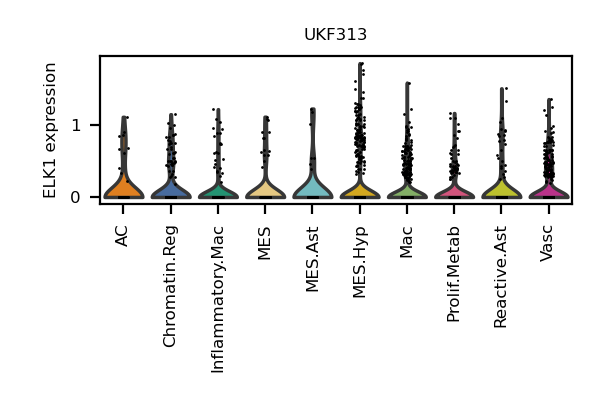 UKF313
ELK1 expression
1
0
AC
Chromatin.Reg
Inflammatory.Mac
MES
MES.Ast
MES.Hyp
Mac
Prolif.Metab
Reactive.Ast
Vasc